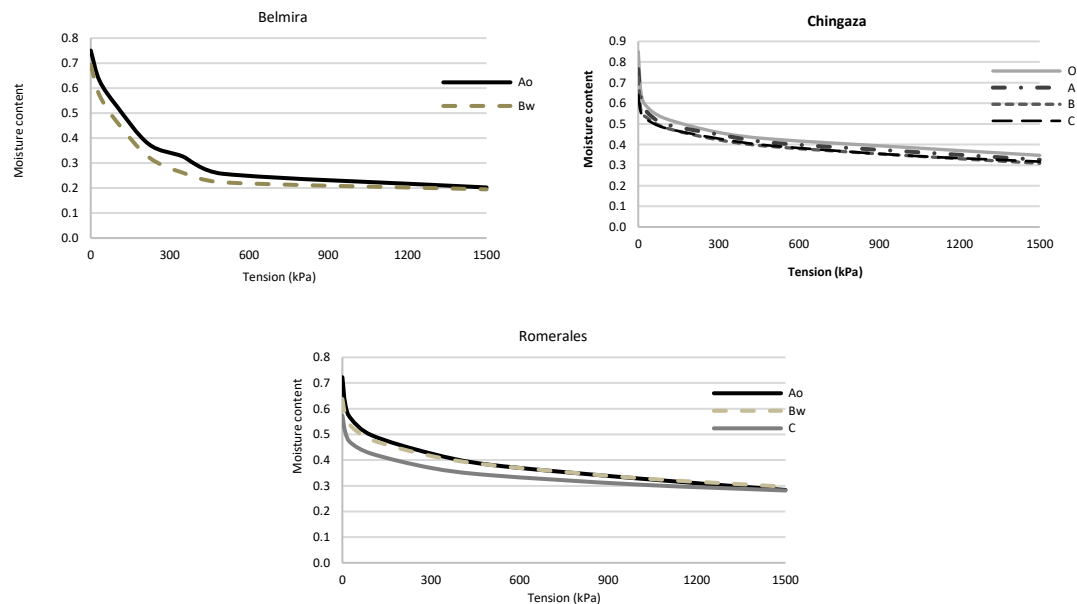 Belmira
Moisture content
0.8
0.7
0.6
0.5
0.4
0.3
0.2
0.1
0.0
0 300 600 900 1200 1500
Tension (kPa)
Ao
Bw
Chingaza
Moisture content
0.9
0.8
0.7
0.6
0.5
0.4
0.3
0.2
0.1
0.0
0 300 600 900 1200 1500
Tension (kPa)
O
A
B
C
Romerales
Moisture content
0.8
0.7
0.6
0.5
0.4
0.3
0.2
0.1
0.0
0 300 600 900 1200 1500
Tension (kPa)
Ao
Bw
C